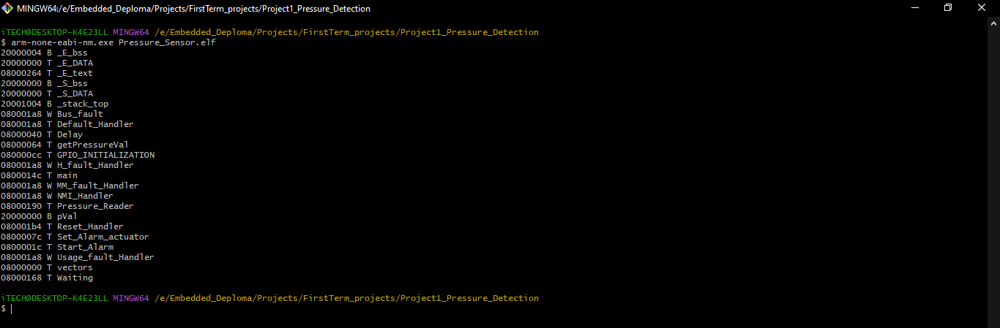 MINGW64:/e/Embedded_Deploma/Projects/FirstTerm_projects/Project1_Pressure_Detection
iTECH@DESKTOP-K4E23LL MINGW64 /e/Embedded_Deploma/Projects/FirstTerm_projects/Project1_Pressure_Detection
$ arm-none-eabi-nm.exe Pressure_Sensor.elf
20000004 B _E_bss
20000000 T _E_DATA
08000264 T _E_text
20000000 B _S_bss
20000000 T _S_DATA
20001004 B _stack_top
080001a8 W Bus_fault
080001a8 T Default_Handler
08000040 T Delay
08000064 T getPressureVal
080000cc T GPIO_INITIALIZATION
080001a8 W H_fault_Handler
0800014c T main
080001a8 W MM_fault_Handler
080001a8 W NMI_Handler
08000190 T Pressure_Reader
20000000 B pVal
080001b4 T Reset_Handler
0800007c T Set_Alarm_actuator
0800001c T Start_Alarm
080001a8 W Usage_fault_Handler
08000000 T vectors
08000168 T Waiting
iTECH@DESKTOP-K4E23LL MINGW64 /e/Embedded_Deploma/Projects/FirstTerm_projects/Project1_Pressure_Detection
$